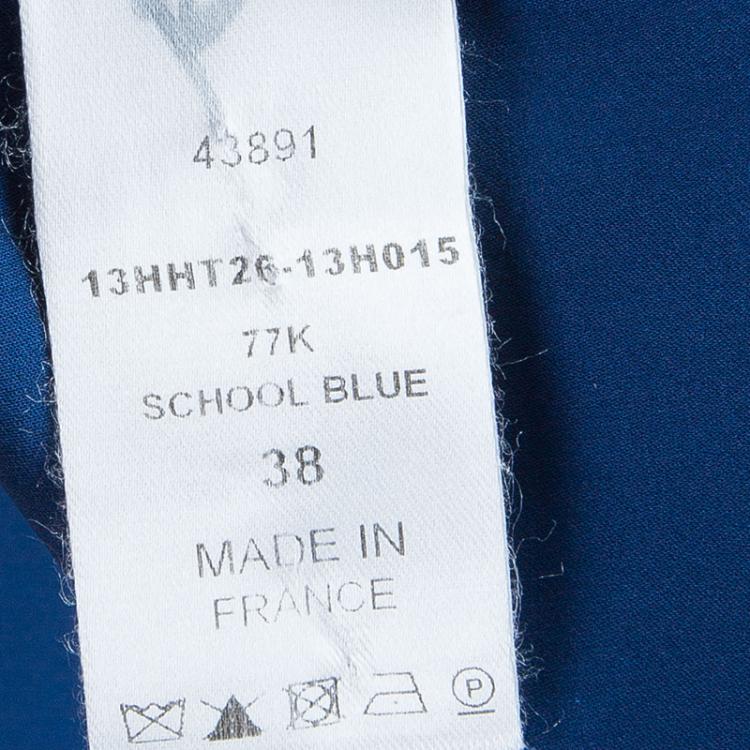 43891
13HHT26-13H015
77K
SCHOOL BLUE
38
MADE IN
FRANCE
P